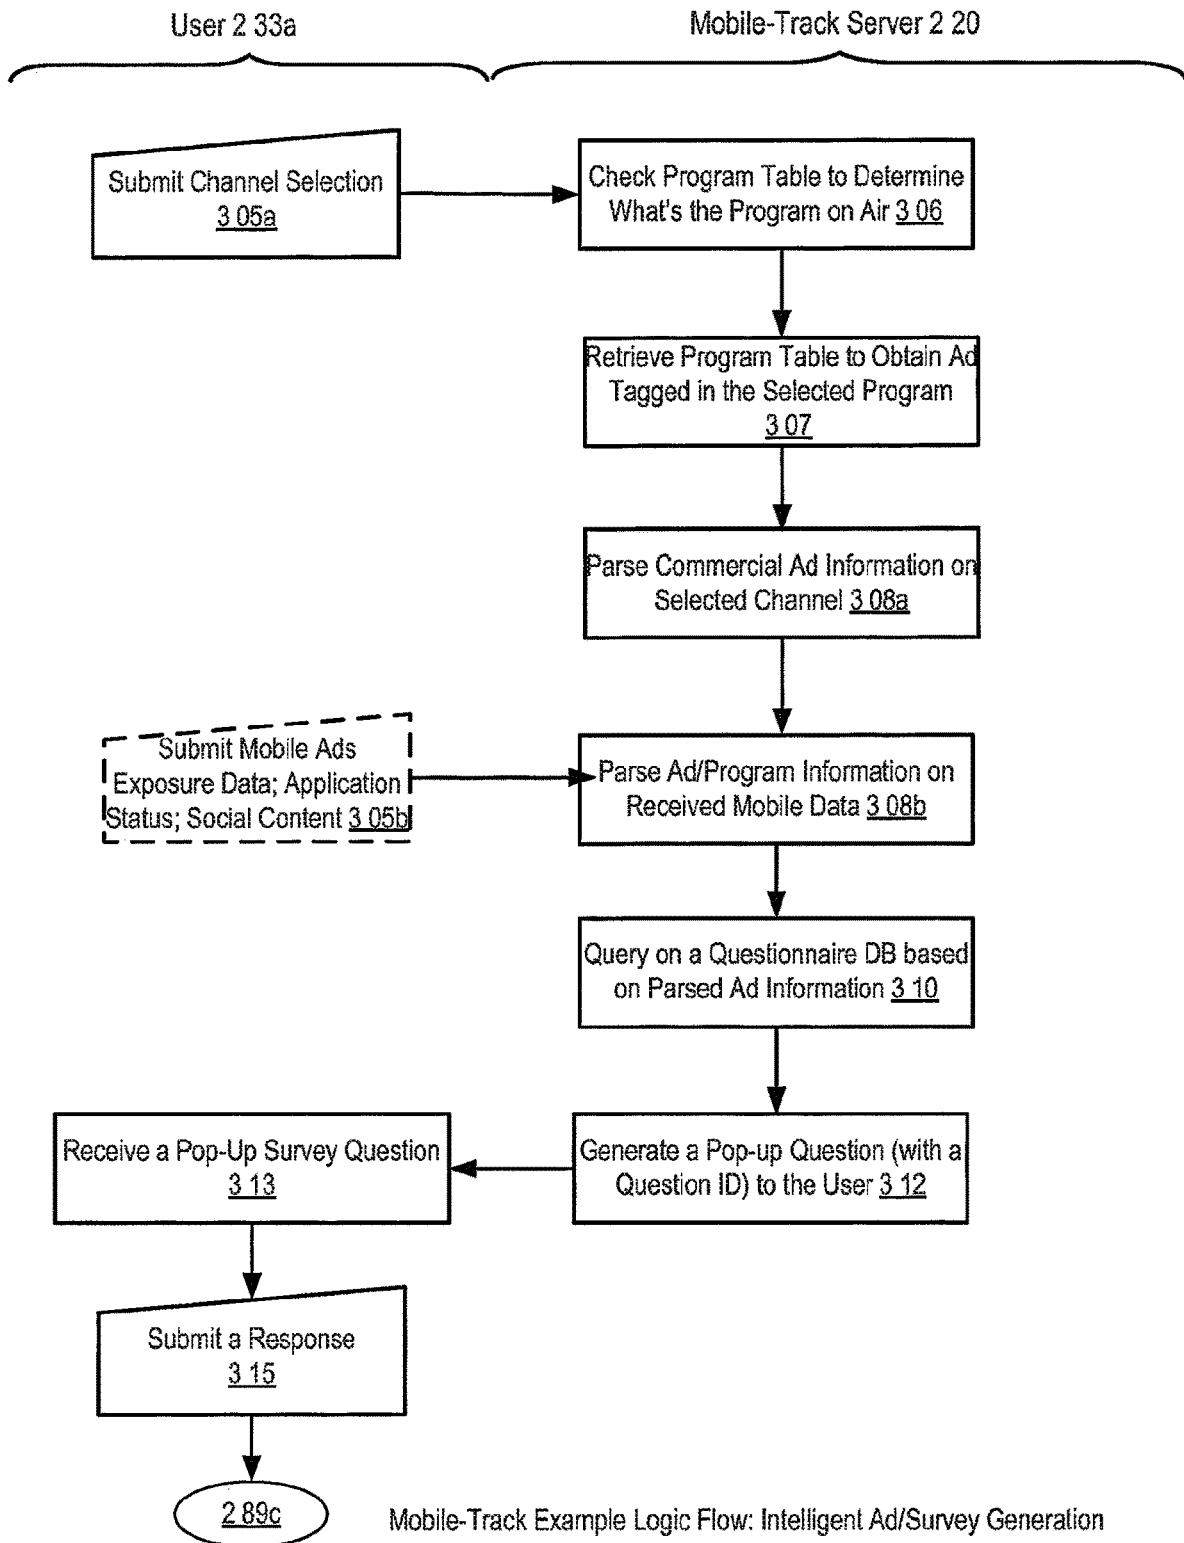 User 2 33a
Mobile-Track Server 2 20
Submit Channel Selection
3 05a
Check Program Table to Determine
What's the Program on Air 3 06
Retrieve Program Table to Obtain Ad
Tagged in the Selected Program
3 07
Parse Commercial Ad Information on
Selected Channel 3 08a
Submit Mobile Ads
Exposure Data; Application
Status; Social Content 3 05b
Parse Ad/Program Information on
Received Mobile Data 3 08b
Query on a Questionnaire DB based
on Parsed Ad Information 3 10
Receive a Pop-Up Survey Question
3 13
Generate a Pop-up Question (with a
Question ID) to the User 3 12
Submit a Response
3 15
2 89c
Mobile-Track Example Logic Flow: Intelligent Ad/Survey Generation